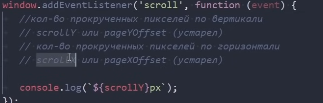 window.addEventListener('scroll', function (event) {
//кол-во прокрученных пикселей по вертикали
// scrollY или pageYOffset (устарел)
// кол-во прокрученных пикселей по горизонтали
// scrollX или pageXOffset (устарел)
console.log(`${scrollY}px`);
});